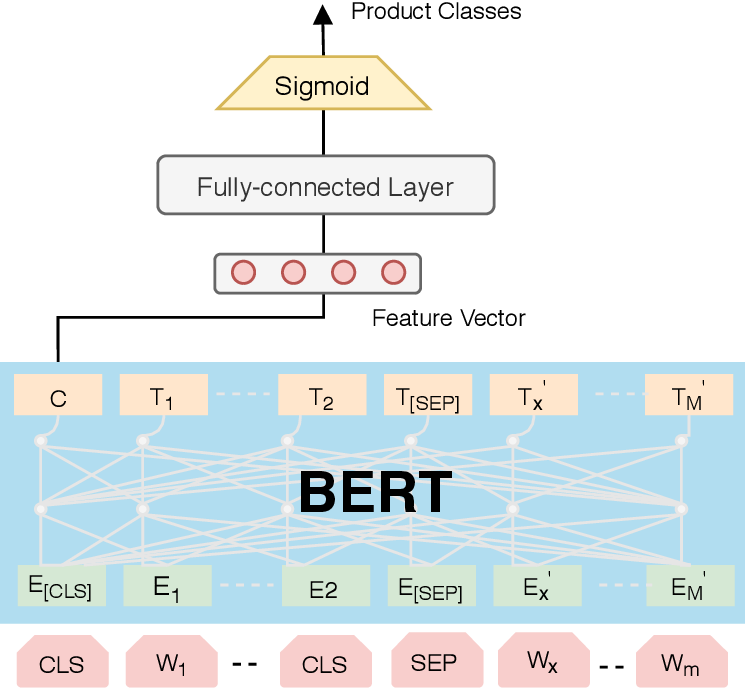 Product Classes
Sigmoid
Fully-connected Layer
Feature Vector
C T1 T2 T[SEP] Tx' TM'
BERT
E[CLS] E1 E2 E[SEP] Ex' EM'
CLS W1 -- CLS SEP Wx -- Wm